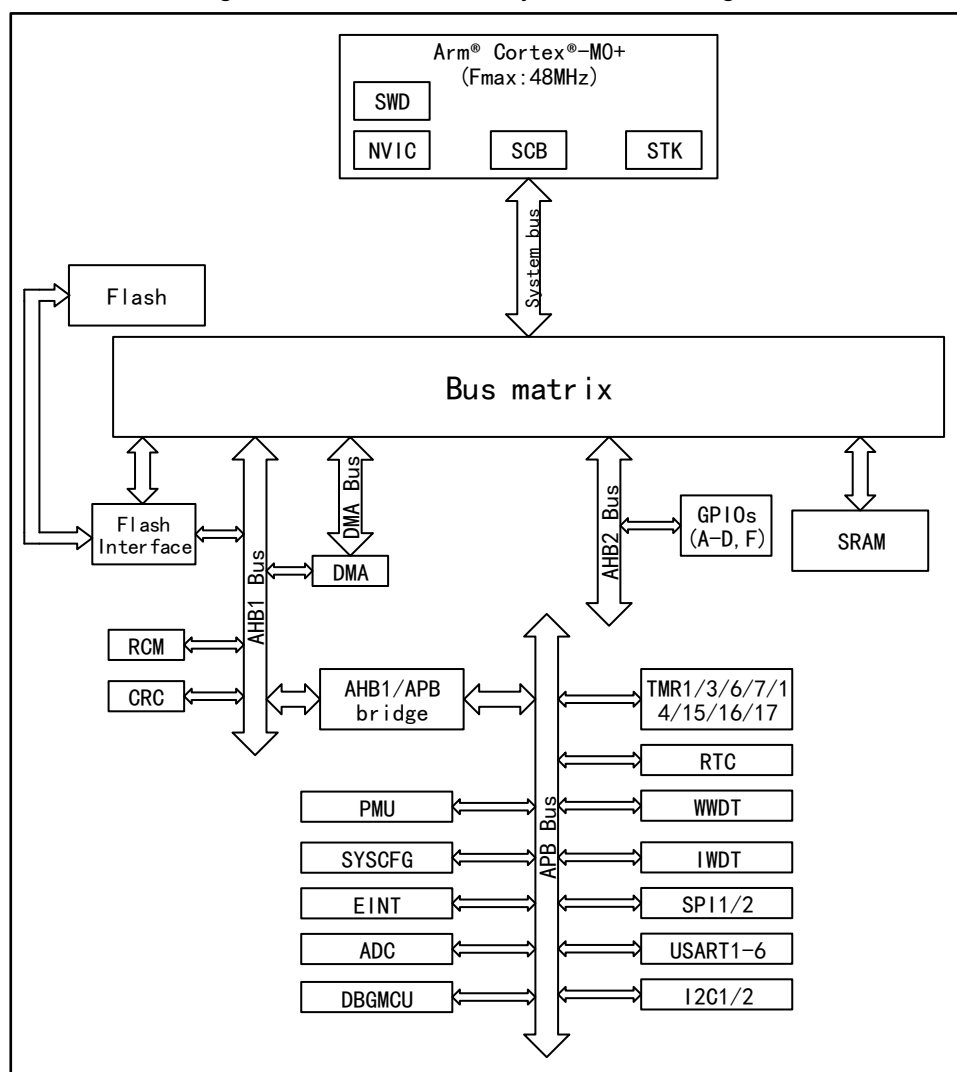 Arm® Cortex®-M0+
(Fmax:48MHz)
SWD
NVIC
SCB
STK
System bus
Flash
Bus matrix
Flash
Interface
AHB1 Bus
DMA Bus
DMA
AHB2 Bus
GPIOs
(A-D,F)
SRAM
RCM
CRC
AHB1/APB
bridge
APB Bus
TMR1/3/6/7/1
4/15/16/17
RTC
PMU
WWDT
SYSCFG
IWDT
EINT
SPI1/2
ADC
USART1-6
DBGMCU
I2C1/2